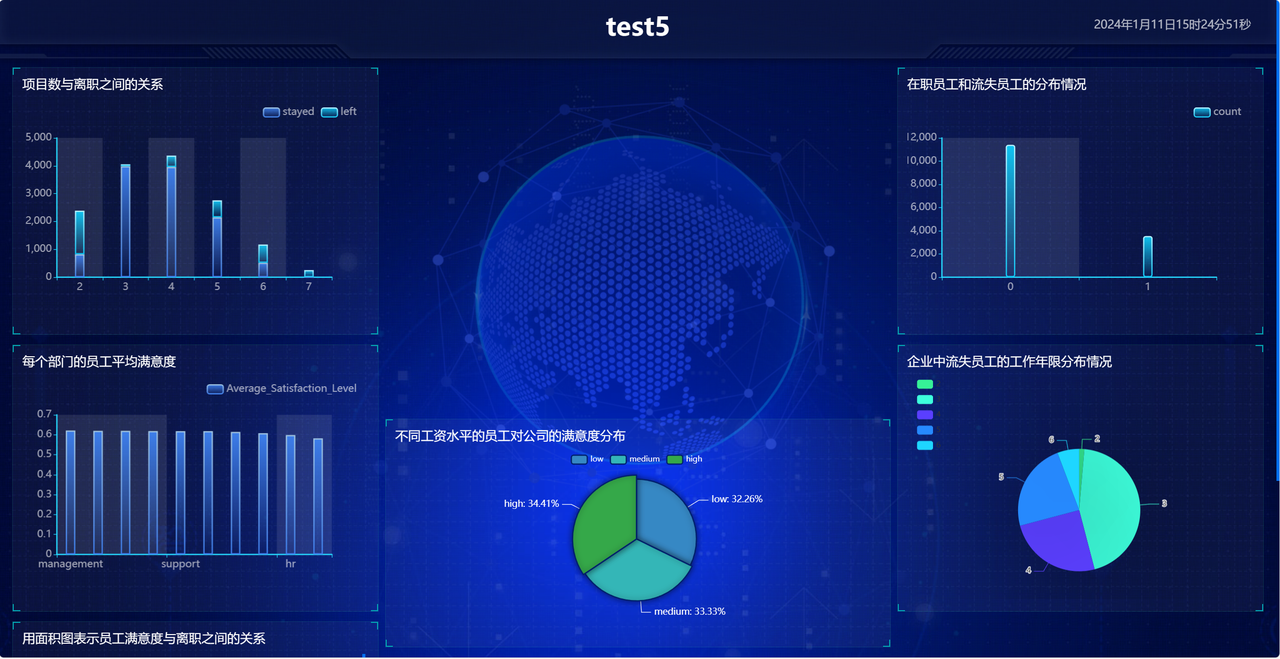 test5
2024年1月11日15时24分51秒
项目数与离职之间的关系
stayed left
5,000
4,000
3,000
2,000
1,000
0
2 3 4 5 6 7
每个部门的员工平均满意度
Average_Satisfaction_Level
0.7
0.6
0.5
0.4
0.3
0.2
0.1
0
management support hr
用面积图表示员工满意度与离职之间的关系
不同工资水平的员工对公司的满意度分布
low medium high
high: 34.41%
low: 32.26%
medium: 33.33%
在职员工和流失员工的分布情况
count
12,000
10,000
8,000
6,000
4,000
2,000
0
0 1
企业中流失员工的工作年限分布情况
6 2
5
3
4